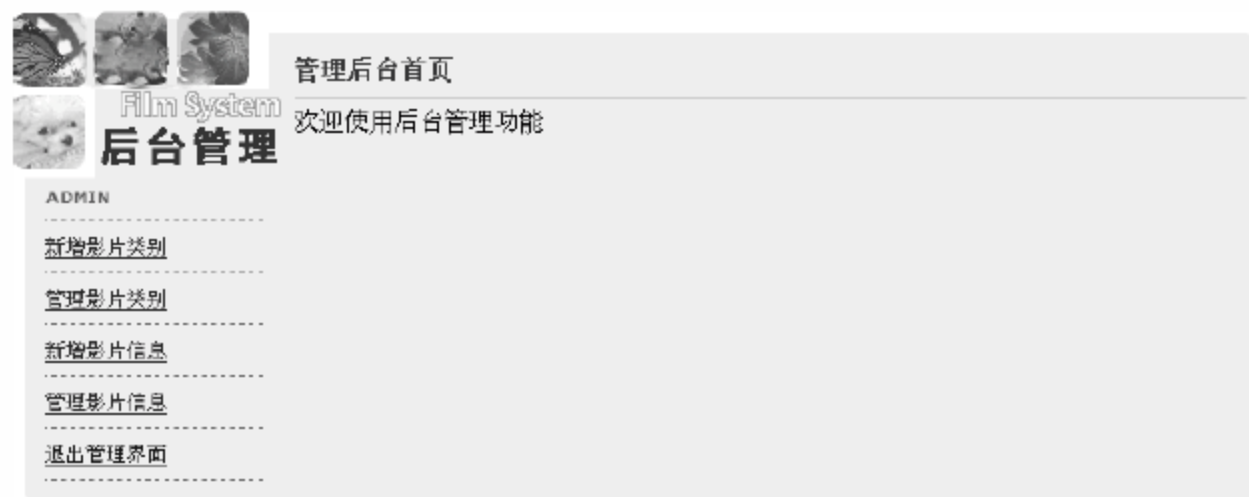 Film System
后台管理
ADMIN
新增影片类别
管理影片类别
新增影片信息
管理影片信息
退出管理界面
管理后台首页
欢迎使用后台管理功能